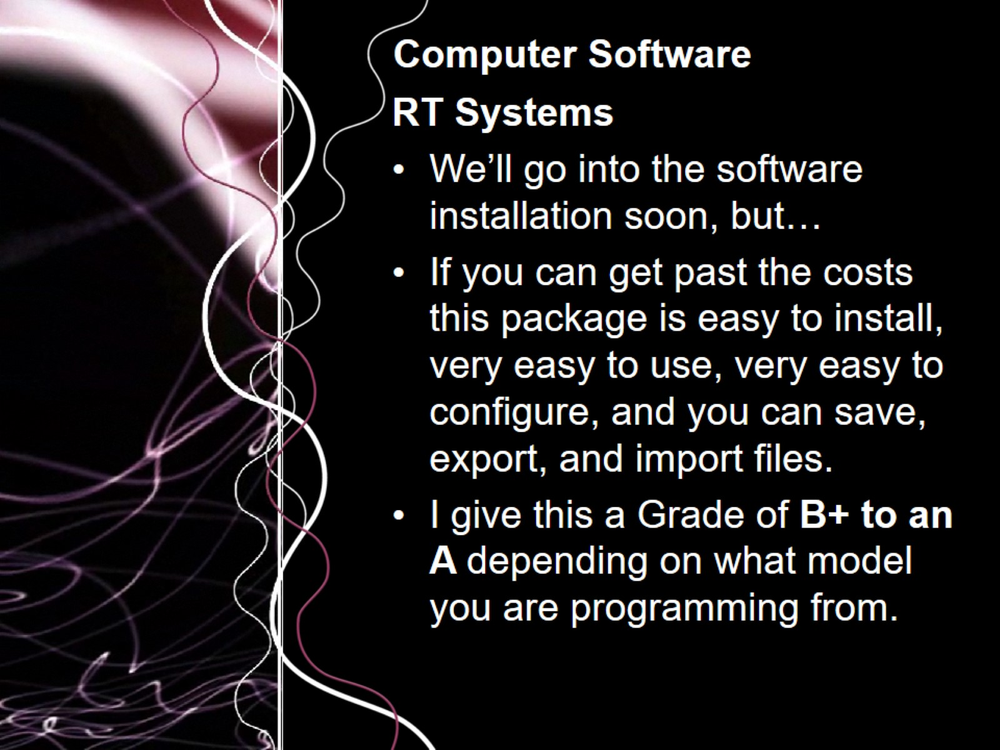 Computer Software
RT Systems
• We’ll go into the software
installation soon, but…
• If you can get past the costs
this package is easy to install,
very easy to use, very easy to
configure, and you can save,
export, and import files.
• I give this a Grade of B+ to an
A depending on what model
you are programming from.